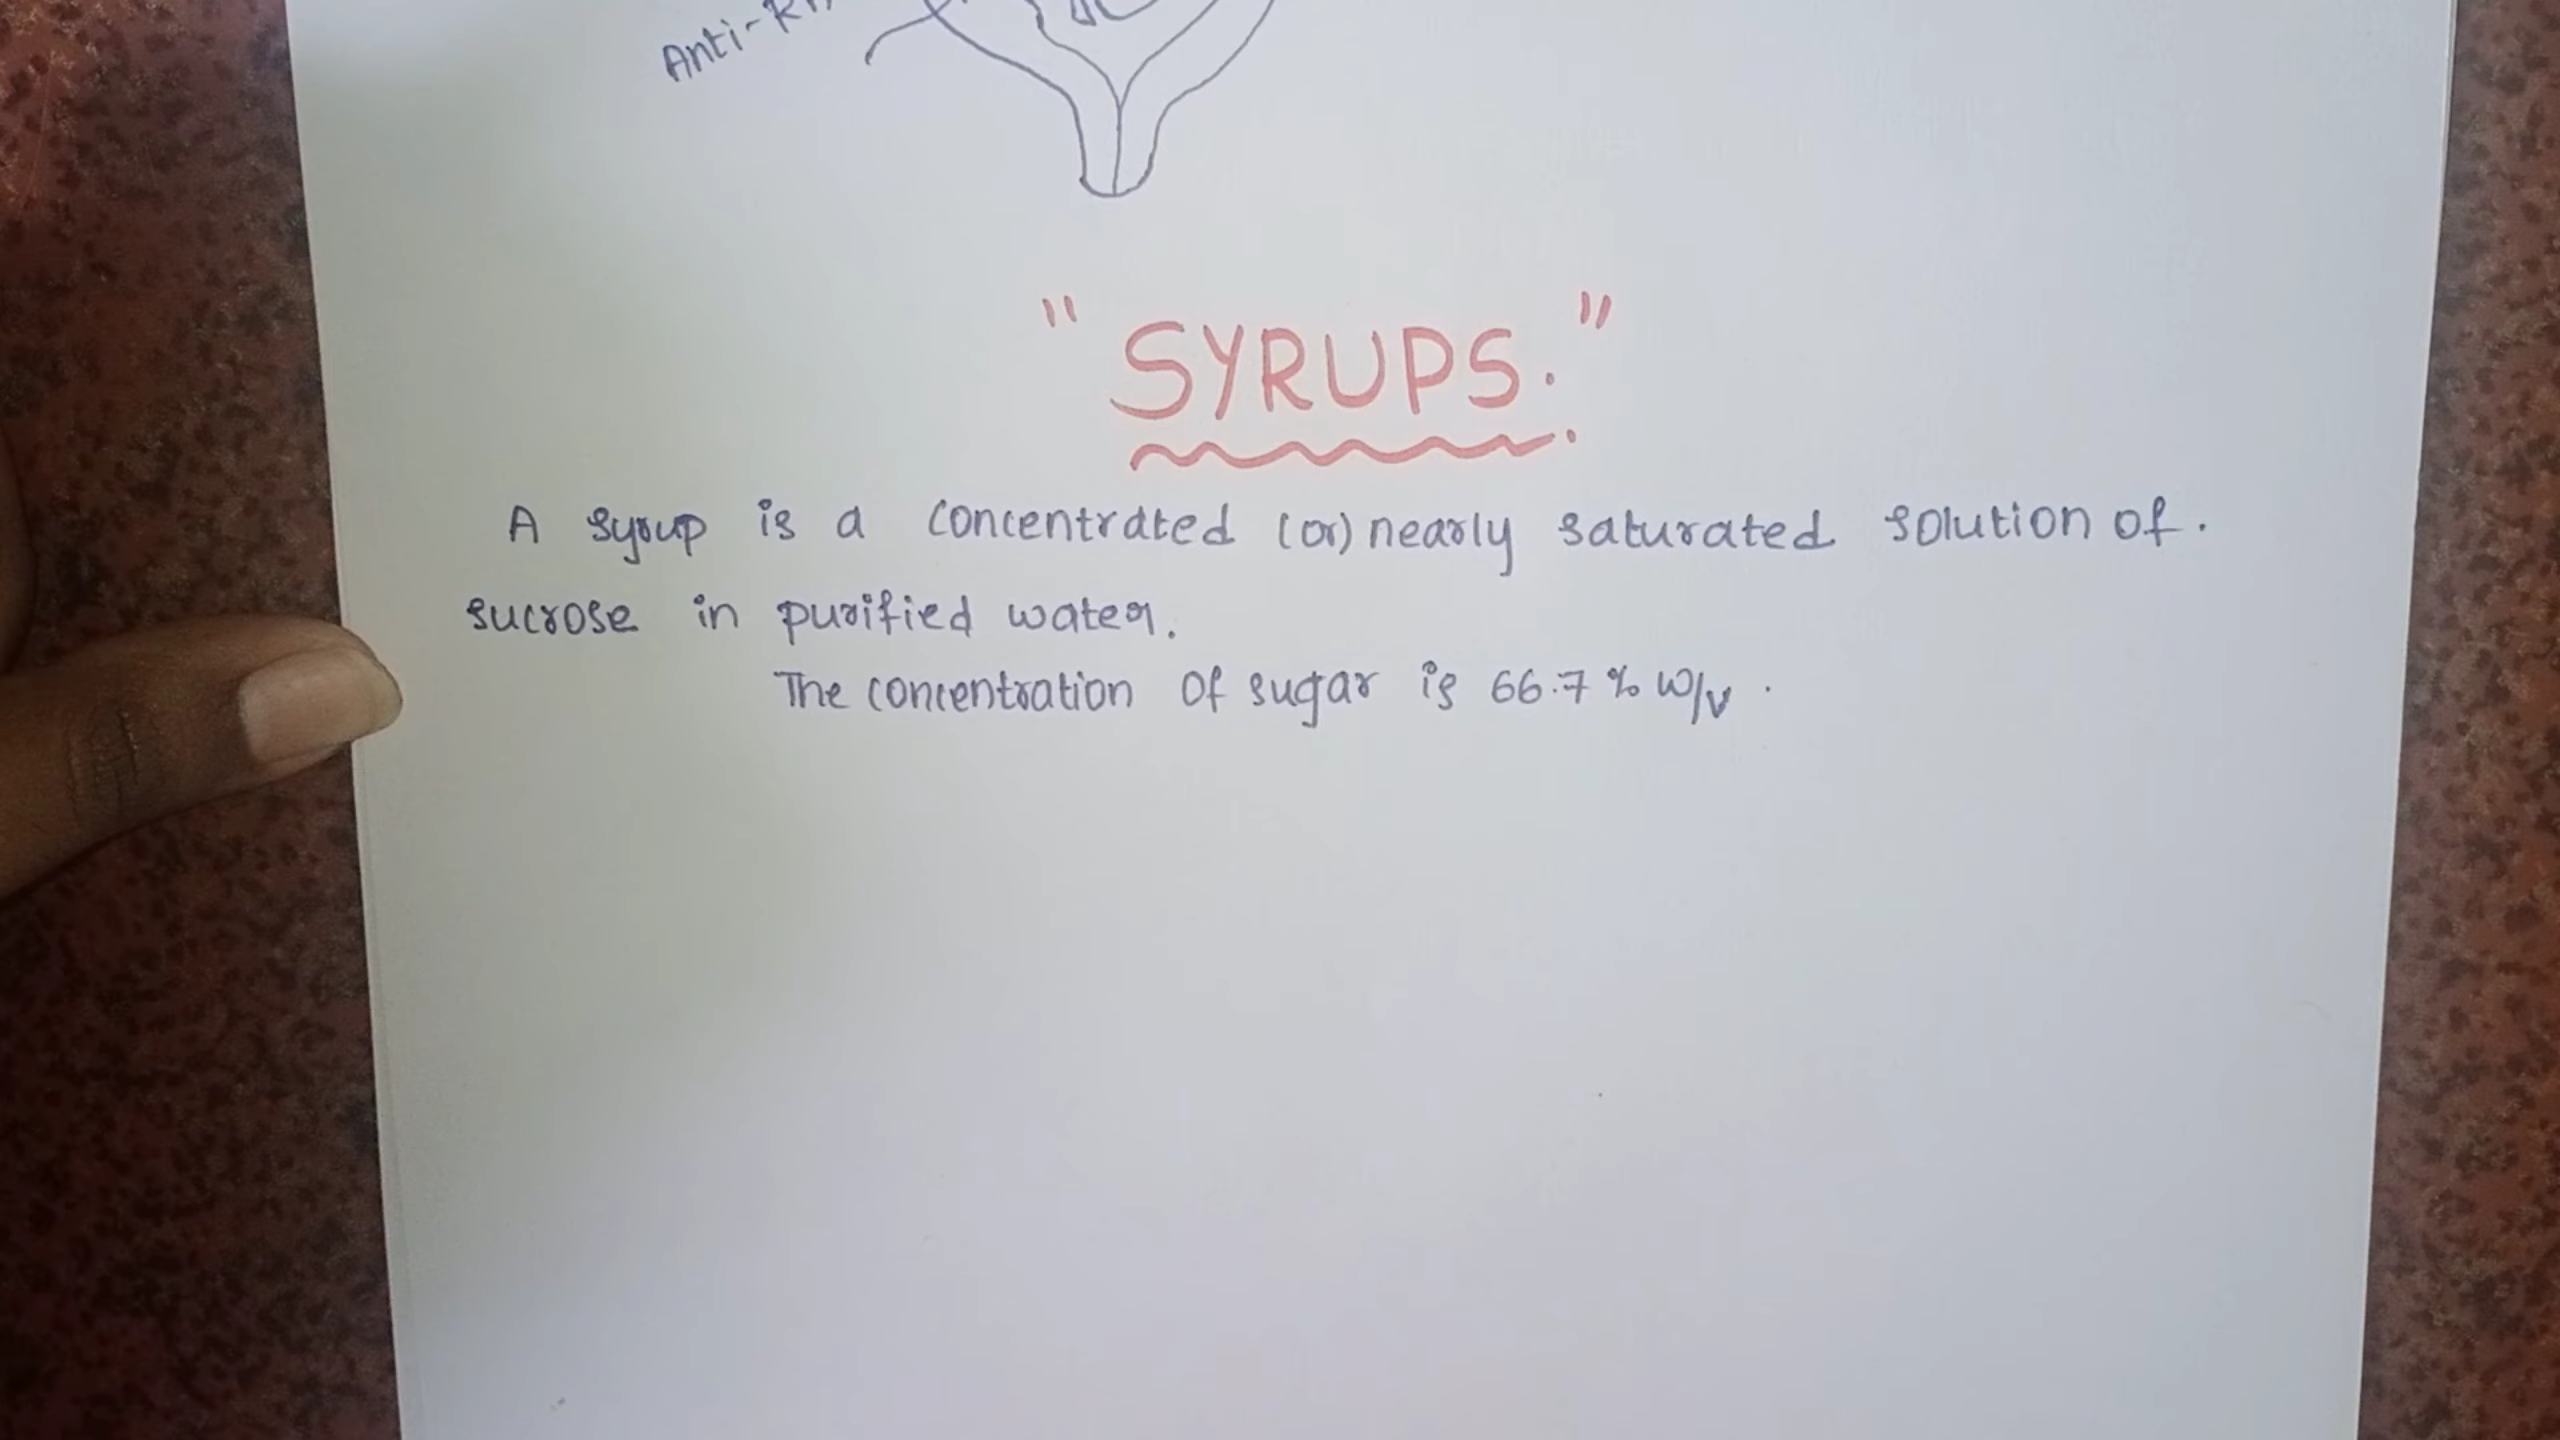 Anti-
" SYRUPS. "
A syrup is a concentrated (or) nearly saturated solution of.
sucrose in purified water.
The concentration of sugar is 66.7 % W/v .